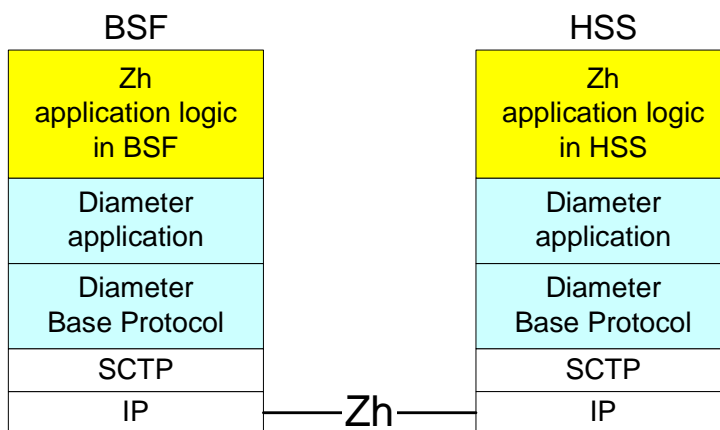 BSF
Zh
application logic
in BSF
Diameter
application
Diameter
Base Protocol
SCTP
IP
Zh
HSS
Zh
application logic
in HSS
Diameter
application
Diameter
Base Protocol
SCTP
IP